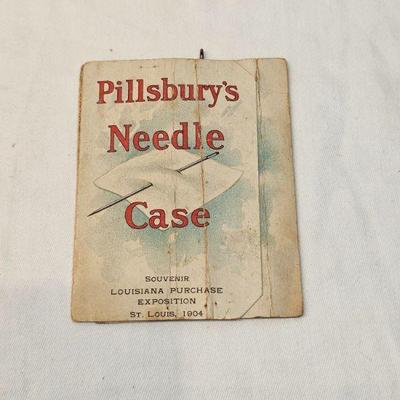 Pillsbury's
Needle
Case
Souvenir
Louisiana Purchase
Exposition
St. Louis, 1904